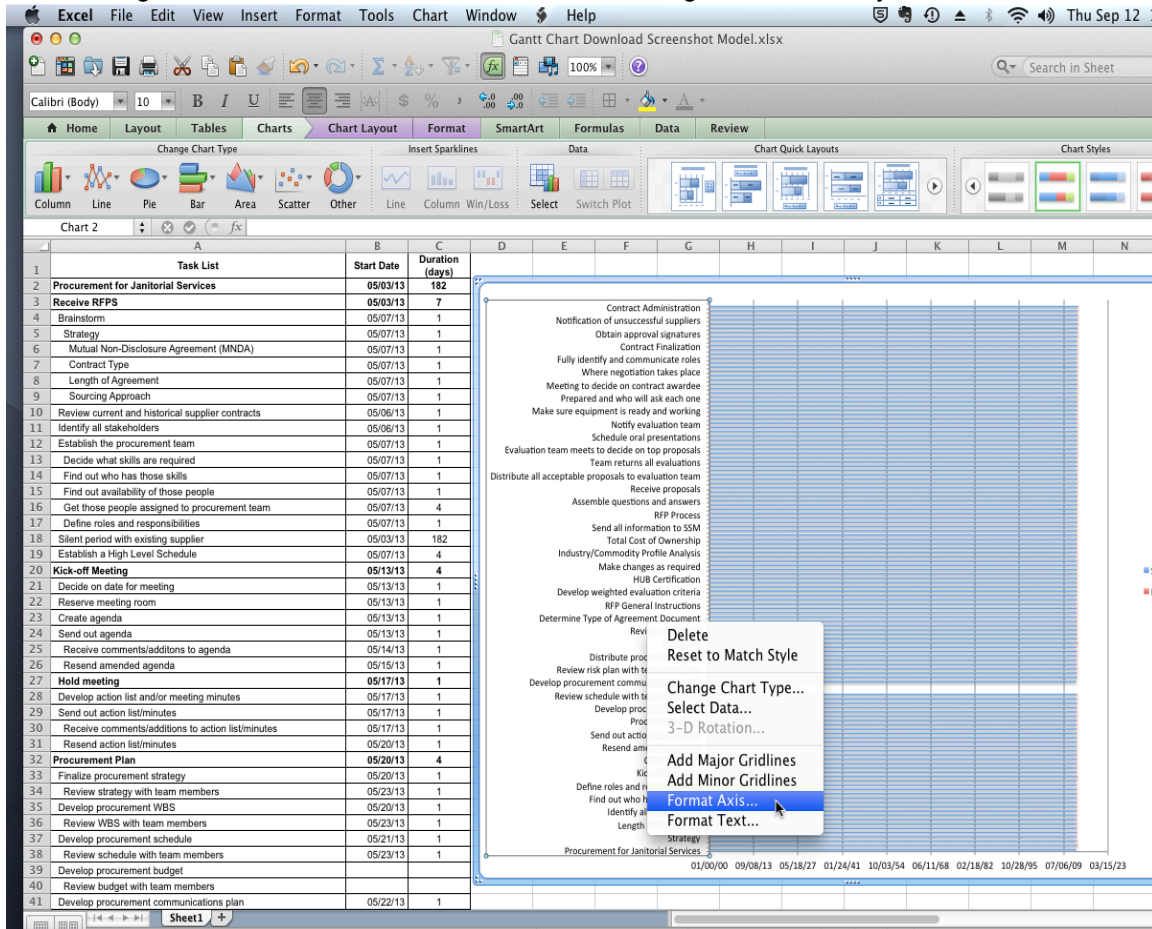 Excel File Edit View Insert Format Tools Chart Window Help Thu Sep 12
Gantt Chart Download Screenshot Model.xlsx
100%
Search in Sheet
Calibri (Body) 10 B I U
Home Layout Tables Charts Chart Layout Format SmartArt Formulas Data Review
Change Chart Type Insert Sparklines Data Chart Quick Layouts Chart Styles
Column Line Pie Bar Area Scatter Other Line Column Win/Loss Select Switch Plot
Chart 2 fx
A B C D E F G H I J K L M N
1 Task List Start Date Duration (days)
2 Procurement for Janitorial Services 05/03/13 182
3 Receive RFPS 05/03/13 7
4 Brainstorm 05/07/13 1
5 Strategy 05/07/13 1
6 Mutual Non-Disclosure Agreement (MNDA) 05/07/13 1
7 Contract Type 05/07/13 1
8 Length of Agreement 05/07/13 1
9 Sourcing Approach 05/07/13 1
10 Review current and historical supplier contracts 05/06/13 1
11 Identify all stakeholders 05/06/13 1
12 Establish the procurement team 05/07/13 1
13 Decide what skills are required 05/07/13 1
14 Find out who has those skills 05/07/13 1
15 Find out availability of those people 05/07/13 1
16 Get those people assigned to procurement team 05/07/13 4
17 Define roles and responsibilities 05/07/13 1
18 Silent period with existing supplier 05/03/13 182
19 Establish a High Level Schedule 05/07/13 4
20 Kick-off Meeting 05/13/13 4
21 Decide on date for meeting 05/13/13 1
22 Reserve meeting room 05/13/13 1
23 Create agenda 05/13/13 1
24 Send out agenda 05/13/13 1
25 Receive comments/additons to agenda 05/14/13 1
26 Resend amended agenda 05/15/13 1
27 Hold meeting 05/17/13 1
28 Develop action list and/or meeting minutes 05/17/13 1
29 Send out action list/minutes 05/17/13 1
30 Receive comments/additions to action list/minutes 05/17/13 1
31 Resend action list/minutes 05/20/13 1
32 Procurement Plan 05/20/13 4
33 Finalize procurement strategy 05/20/13 1
34 Review strategy with team members 05/23/13 1
35 Develop procurement WBS 05/20/13 1
36 Review WBS with team members 05/23/13 1
37 Develop procurement schedule 05/21/13 1
38 Review schedule with team members 05/23/13 1
39 Develop procurement budget
40 Review budget with team members
41 Develop procurement communications plan 05/22/13 1
Contract Administration
Notification of unsuccessful suppliers
Obtain approval signatures
Contract Finalization
Fully identify and communicate roles
Where negotiation takes place
Meeting to decide on contract awardee
Prepared and who will ask each one
Make sure equipment is ready and working
Notify evaluation team
Schedule oral presentations
Evaluation team meets to decide on top proposals
Team returns all evaluations
Distribute all acceptable proposals to evaluation team
Receive proposals
Assemble questions and answers
RFP Process
Send all information to SSM
Total Cost of Ownership
Industry/Commodity Profile Analysis
Make changes as required
HUB Certification
Develop weighted evaluation criteria
RFP General Instructions
Determine Type of Agreement Document
Revi
Distribute proc
Review risk plan with te
Develop procurement commu
Review schedule with te
Develop proc
Proc
Send out actio
Resend ame
Kic
Define roles and r
Find out who h
Identify al
Length
Strategy
Procurement for Janitorial Services
Delete
Reset to Match Style
Change Chart Type...
Select Data...
3-D Rotation...
Add Major Gridlines
Add Minor Gridlines
Format Axis...
Format Text...
01/00/00 09/08/13 05/18/27 01/24/41 10/03/54 06/11/68 02/18/82 10/28/95 07/06/09 03/15/23
Sheet1